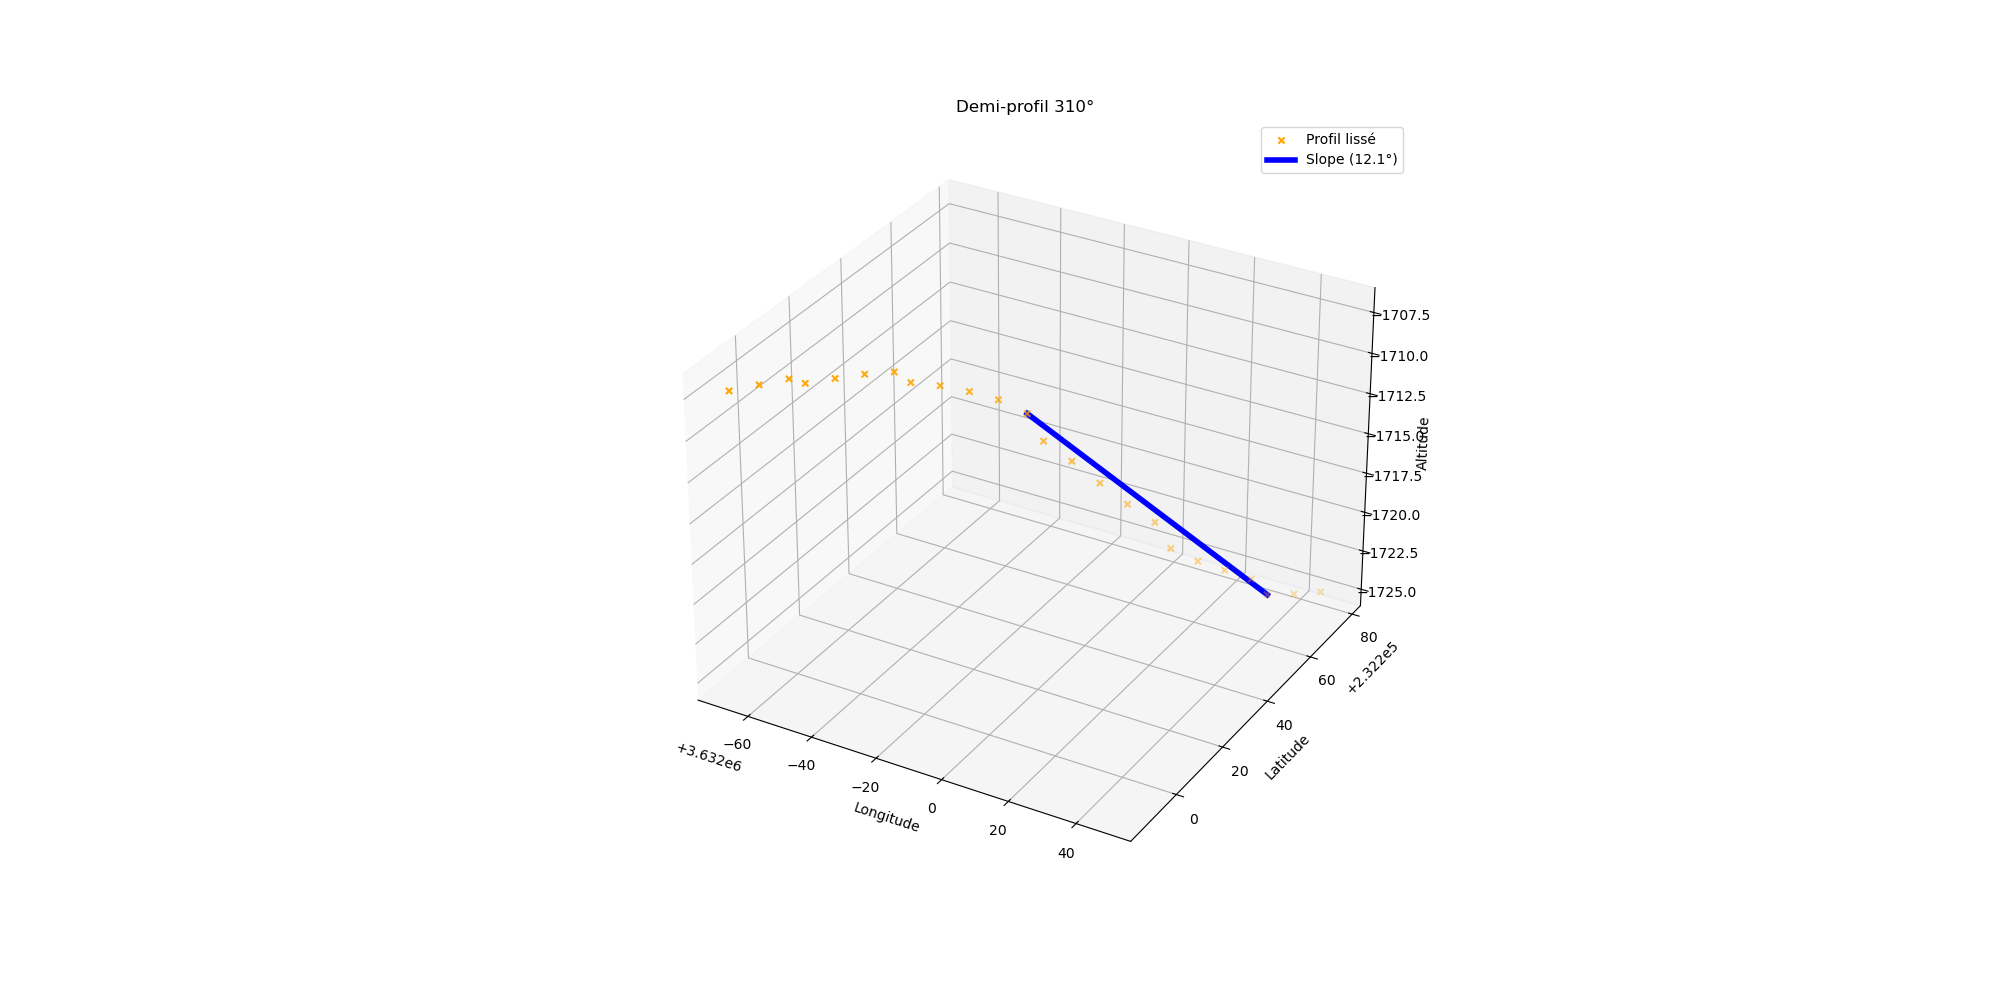 Demi-profil 310°
Profil lissé
Slope (12.1°)
−1707.5
−1710.0
−1712.5
−1715.0
−1717.5
−1720.0
−1722.5
−1725.0
Altitude
80
60
40
20
0
+2.322e5
Latitude
−60
−40
−20
0
20
40
+3.632e6
Longitude